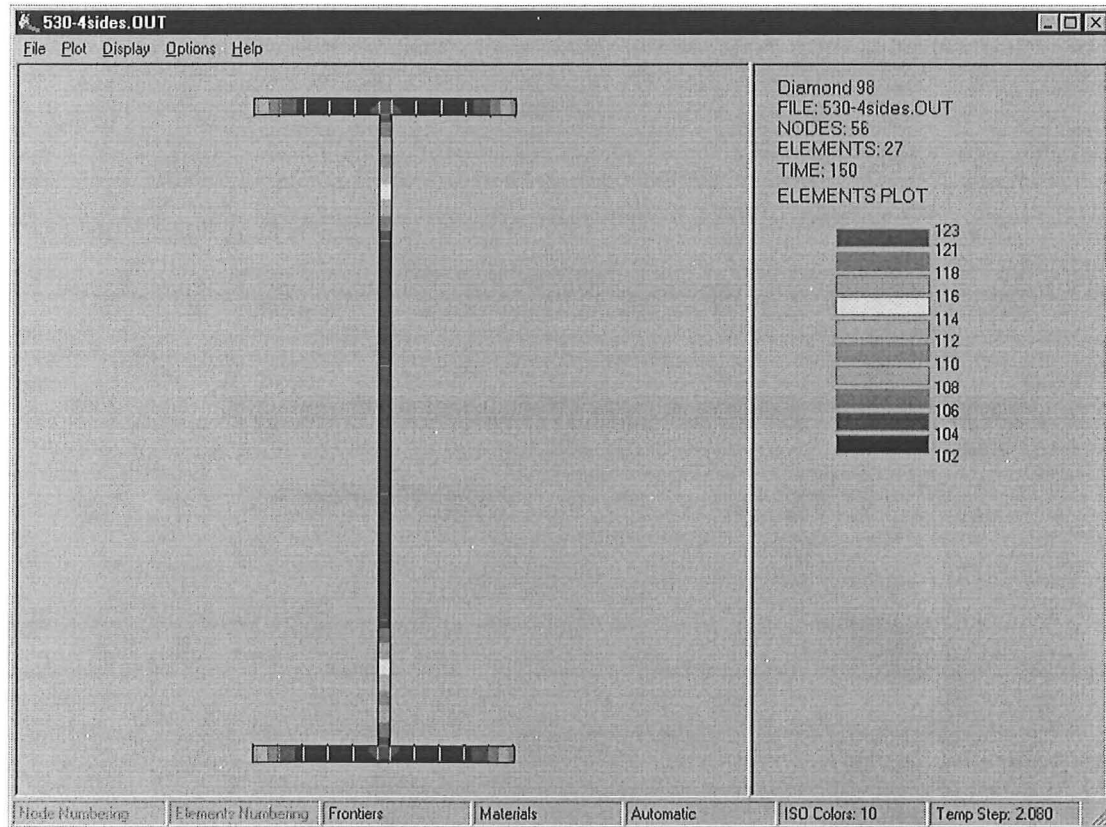 530-4sides.OUT
File Plot Display Options Help
Diamond 98
FILE: 530-4sides.OUT
NODES: 56
ELEMENTS: 27
TIME: 150
ELEMENTS PLOT
123
121
118
116
114
112
110
108
106
104
102
Node Numbering Elements Numbering Frontiers Materials Automatic ISO Colors: 10 Temp Step: 2.080